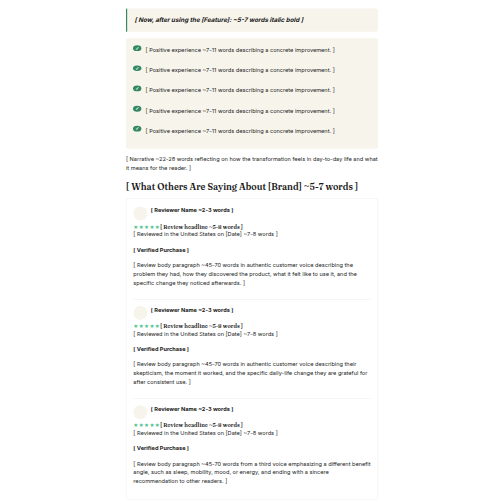 [ Now, after using the [Feature]: ~5-7 words italic bold ]
[ Positive experience ~7-11 words describing a concrete improvement. ]
[ Positive experience ~7-11 words describing a concrete improvement. ]
[ Positive experience ~7-11 words describing a concrete improvement. ]
[ Positive experience ~7-11 words describing a concrete improvement. ]
[ Positive experience ~7-11 words describing a concrete improvement. ]
[ Narrative ~22-28 words reflecting on how the transformation feels in day-to-day life and what
it means for the reader. ]
[ What Others Are Saying About [Brand] ~5-7 words ]
[ Reviewer Name ~2-3 words ]
★★★★★ [ Review headline ~5-8 words ]
[ Reviewed in the United States on [Date] ~7-8 words ]
[ Verified Purchase ]
[ Review body paragraph ~45-70 words in authentic customer voice describing the
problem they had, how they discovered the product, what it felt like to use it, and the
specific change they noticed afterwards. ]
[ Reviewer Name ~2-3 words ]
★★★★★ [ Review headline ~5-8 words ]
[ Reviewed in the United States on [Date] ~7-8 words ]
[ Verified Purchase ]
[ Review body paragraph ~45-70 words in authentic customer voice describing their
skepticism, the moment it worked, and the specific daily-life change they are grateful for
after consistent use. ]
[ Reviewer Name ~2-3 words ]
★★★★★ [ Review headline ~5-8 words ]
[ Reviewed in the United States on [Date] ~7-8 words ]
[ Verified Purchase ]
[ Review body paragraph ~45-70 words from a third voice emphasizing a different benefit
angle, such as sleep, mobility, mood, or energy, and ending with a sincere
recommendation to other readers. ]